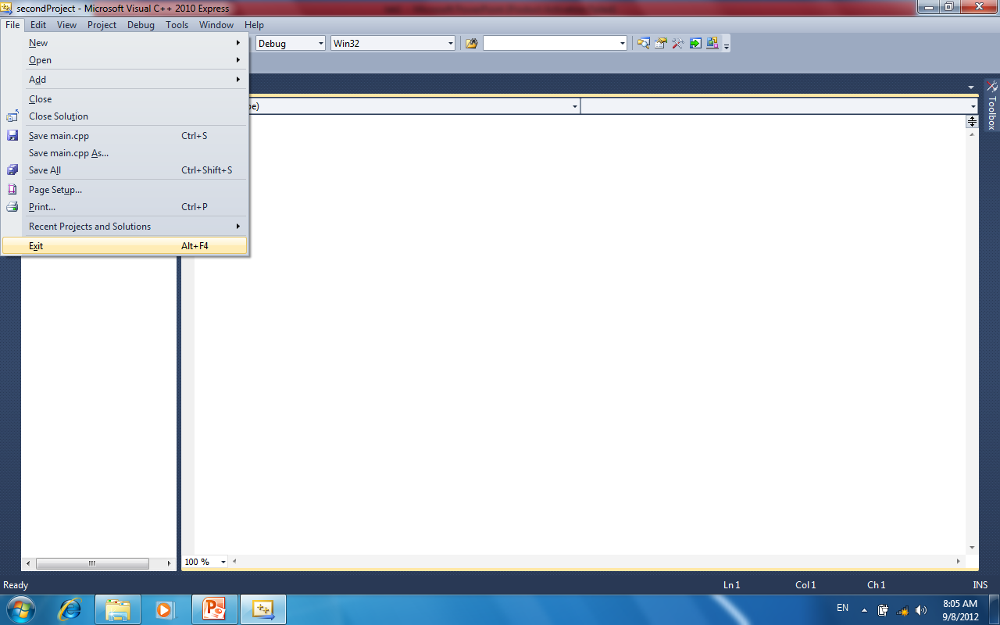 secondProject - Microsoft Visual C++ 2010 Express
File Edit View Project Debug Tools Window Help
New
Open
Add
Close
Close Solution
Save main.cpp Ctrl+S
Save main.cpp As...
Save All Ctrl+Shift+S
Page Setup...
Print... Ctrl+P
Recent Projects and Solutions
Exit Alt+F4
Debug Win32
pe)
Toolbox
100 %
Ready Ln 1 Col 1 Ch 1 INS
EN 8:05 AM
9/8/2012